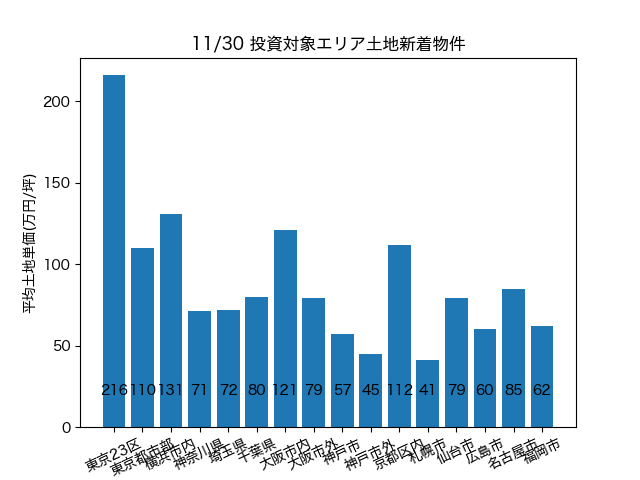 11/30 投資対象エリア土地新着物件
平均土地単価(万円/坪)
200
150
100
50
0
216 110 131 71 72 80 121 79 57 45 112 41 79 60 85 62
東京23区
東京都市部
横浜市内
神奈川県
埼玉県
千葉県
大阪市内
大阪市外
神戸市
神戸市外
京都区内
札幌市
仙台市
広島市
名古屋市
福岡市